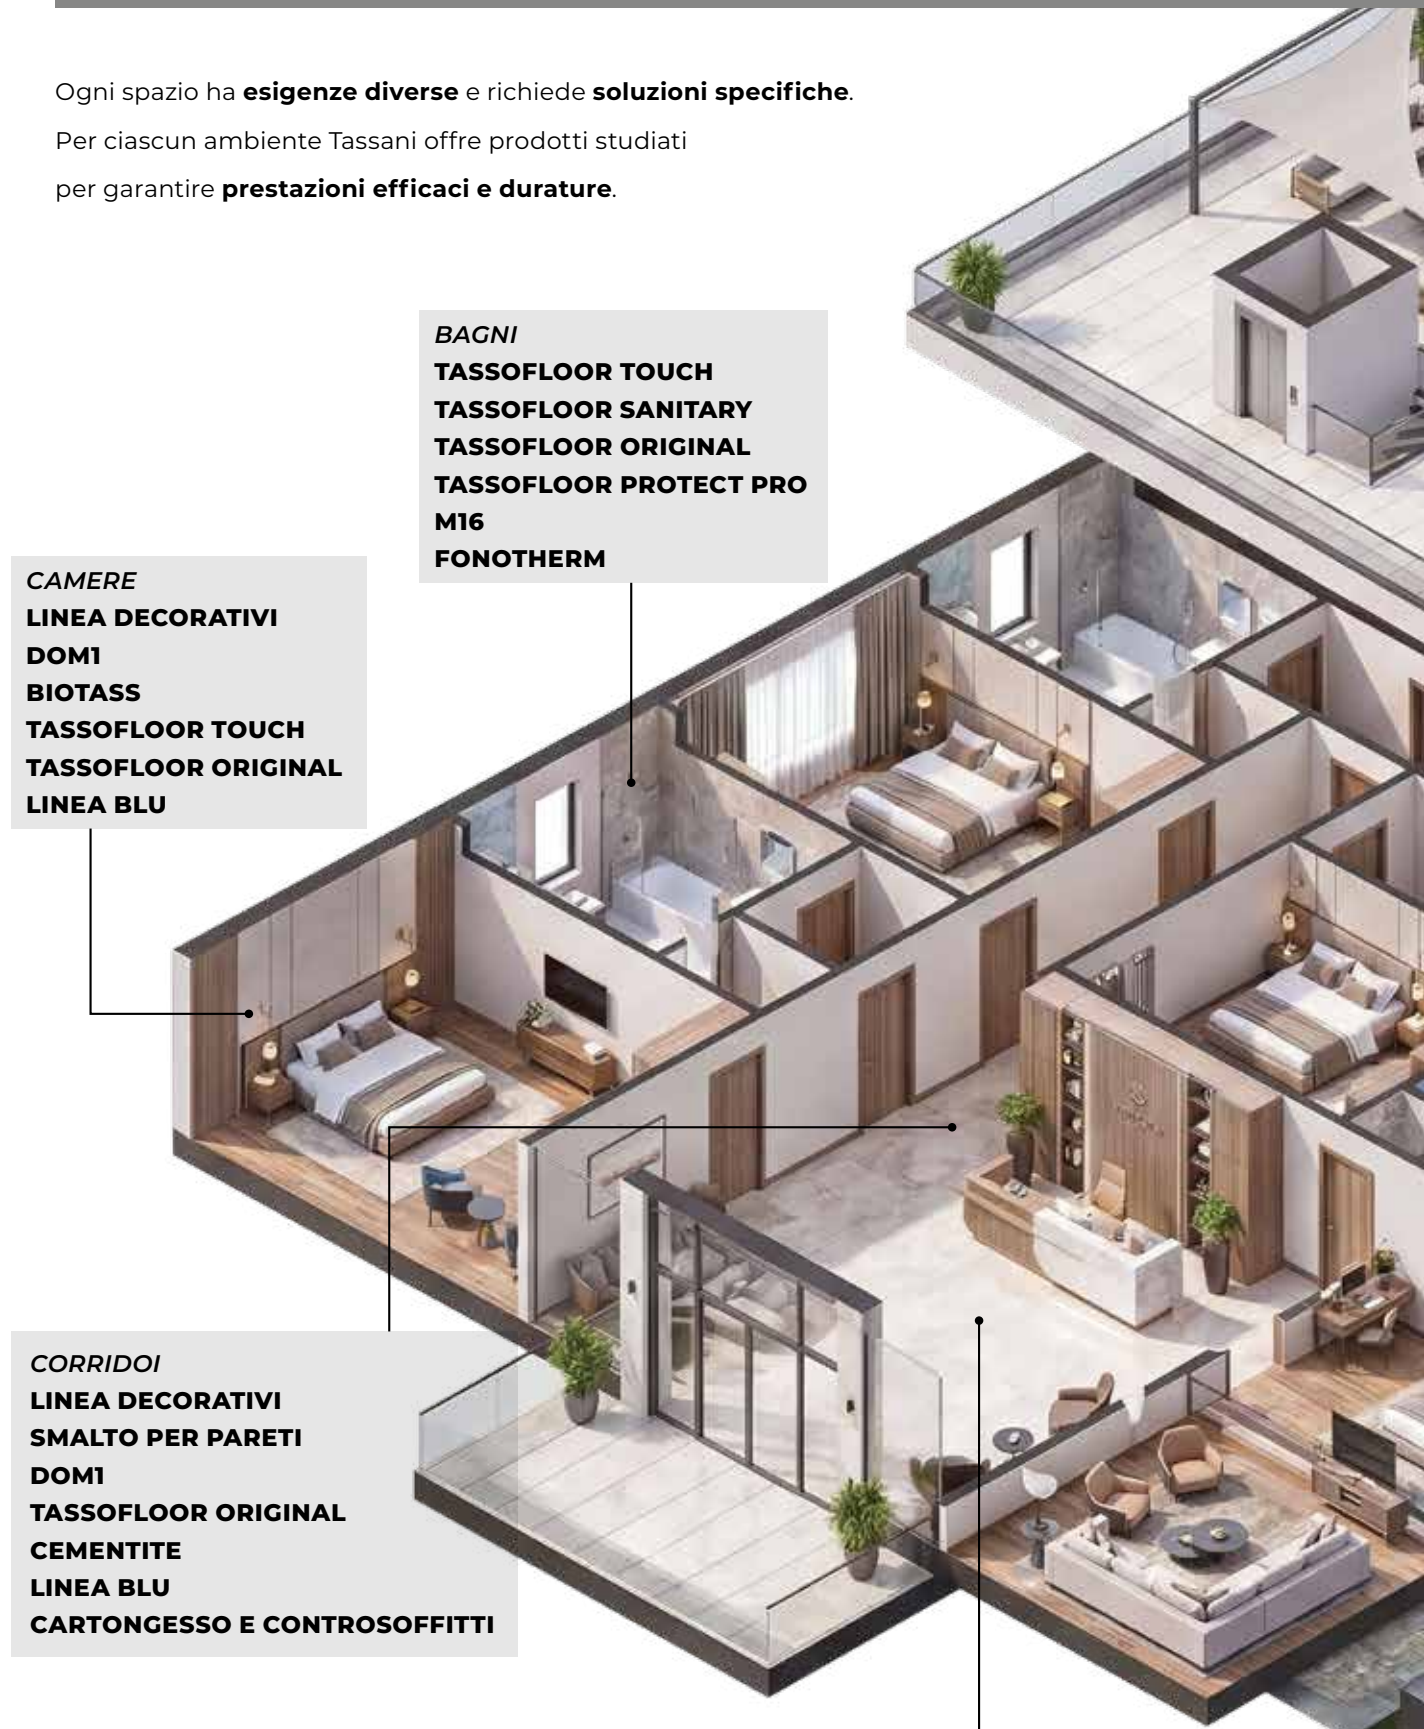 Ogni spazio ha esigenze diverse e richiede soluzioni specifiche.
Per ciascun ambiente Tassani offre prodotti studiati
per garantire prestazioni efficaci e durature.
BAGNI
TASSOFLOOR TOUCH
TASSOFLOOR SANITARY
TASSOFLOOR ORIGINAL
TASSOFLOOR PROTECT PRO
M16
FONOTHERM
CAMERE
LINEA DECORATIVI
DOM1
BIOTASS
TASSOFLOOR TOUCH
TASSOFLOOR ORIGINAL
LINEA BLU
CORRIDOI
LINEA DECORATIVI
SMALTO PER PARETI
DOM1
TASSOFLOOR ORIGINAL
CEMENTITE
LINEA BLU
CARTONGESSO E CONTROSOFFITTI